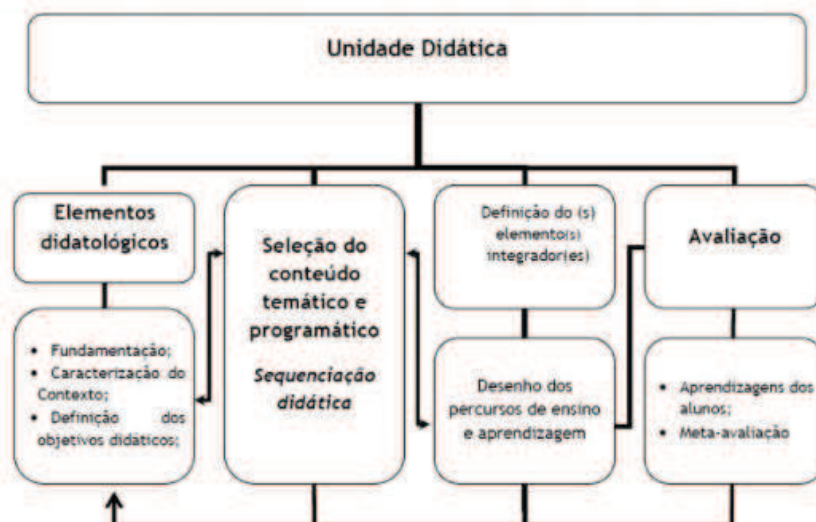 Unidade Didática
Elementos
didatológicos
• Fundamentação;
• Caracterização do
Contexto;
• Definição dos
objetivos didáticos;
Seleção do
conteúdo
temático e
programático
Sequenciação
didática
Definição do (s)
elemento(s)
integrador(es)
Desenho dos
percursos de ensino
e aprendizagem
Avaliação
• Aprendizagens dos
alunos;
• Meta-avaliação